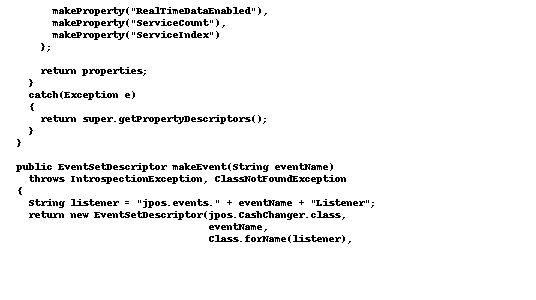 makeProperty("RealTimeDataEnabled"),
makeProperty("ServiceCount"),
makeProperty("ServiceIndex")
};
return properties;
}
catch(Exception e)
{
return super.getPropertyDescriptors();
}
}
public EventSetDescriptor makeEvent(String eventName)
throws IntrospectionException, ClassNotFoundException
{
String listener = "jpos.events." + eventName + "Listener";
return new EventSetDescriptor(jpos.CashChanger.class,
eventName,
Class.forName(listener),